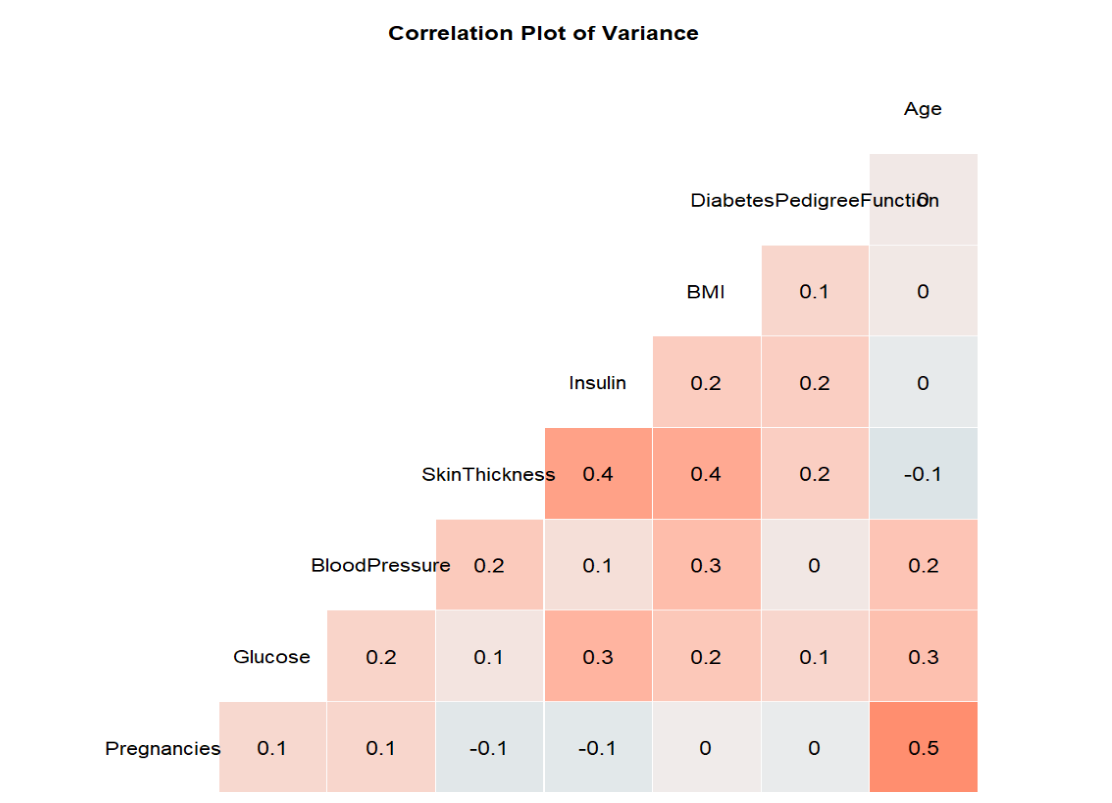 Correlation Plot of Variance
Age
DiabetesPedigreeFunction 0
BMI 0.1 0
Insulin 0.2 0.2 0
SkinThickness 0.4 0.4 0.2 -0.1
BloodPressure 0.2 0.1 0.3 0 0.2
Glucose 0.2 0.1 0.3 0.2 0.1 0.3
Pregnancies 0.1 0.1 -0.1 -0.1 0 0 0.5